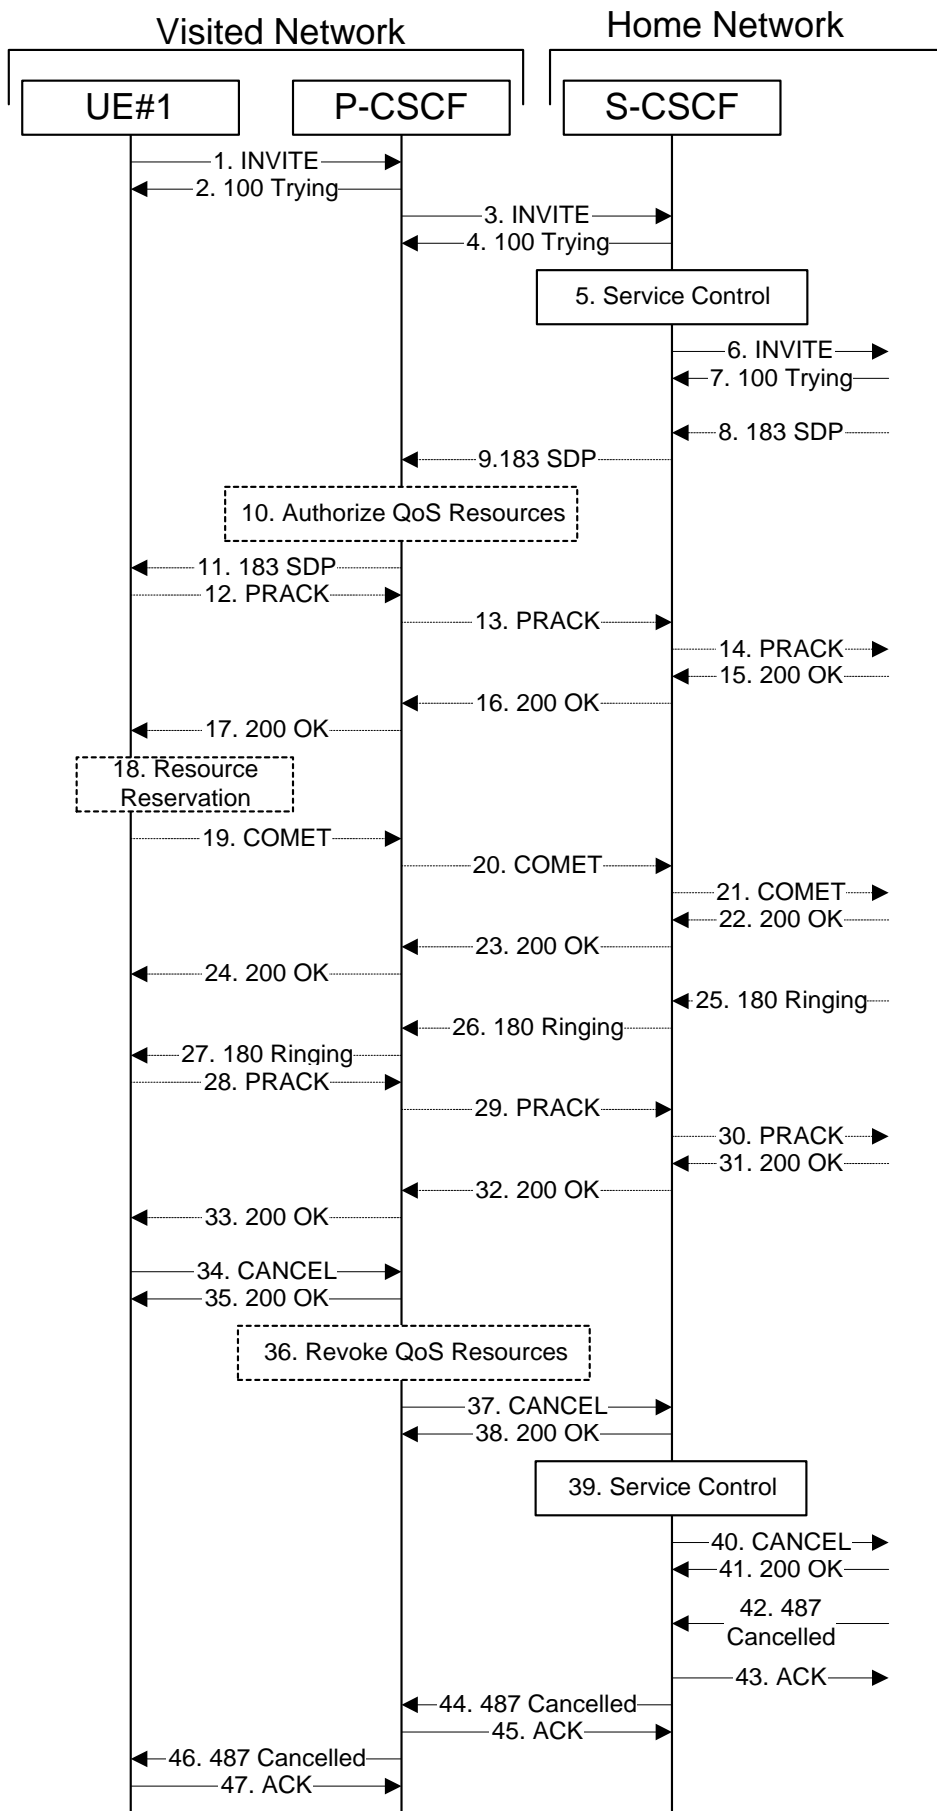 Visited Network
Home Network
UE#1
P-CSCF
S-CSCF
1. INVITE
2. 100 Trying
3. INVITE
4. 100 Trying
5. Service Control
6. INVITE
7. 100 Trying
8. 183 SDP
9.183 SDP
10. Authorize QoS Resources
11. 183 SDP
12. PRACK
13. PRACK
14. PRACK
15. 200 OK
16. 200 OK
17. 200 OK
18. Resource
Reservation
19. COMET
20. COMET
21. COMET
22. 200 OK
23. 200 OK
24. 200 OK
25. 180 Ringing
26. 180 Ringing
27. 180 Ringing
28. PRACK
29. PRACK
30. PRACK
31. 200 OK
32. 200 OK
33. 200 OK
34. CANCEL
35. 200 OK
36. Revoke QoS Resources
37. CANCEL
38. 200 OK
39. Service Control
40. CANCEL
41. 200 OK
42. 487
Cancelled
43. ACK
44. 487 Cancelled
45. ACK
46. 487 Cancelled
47. ACK